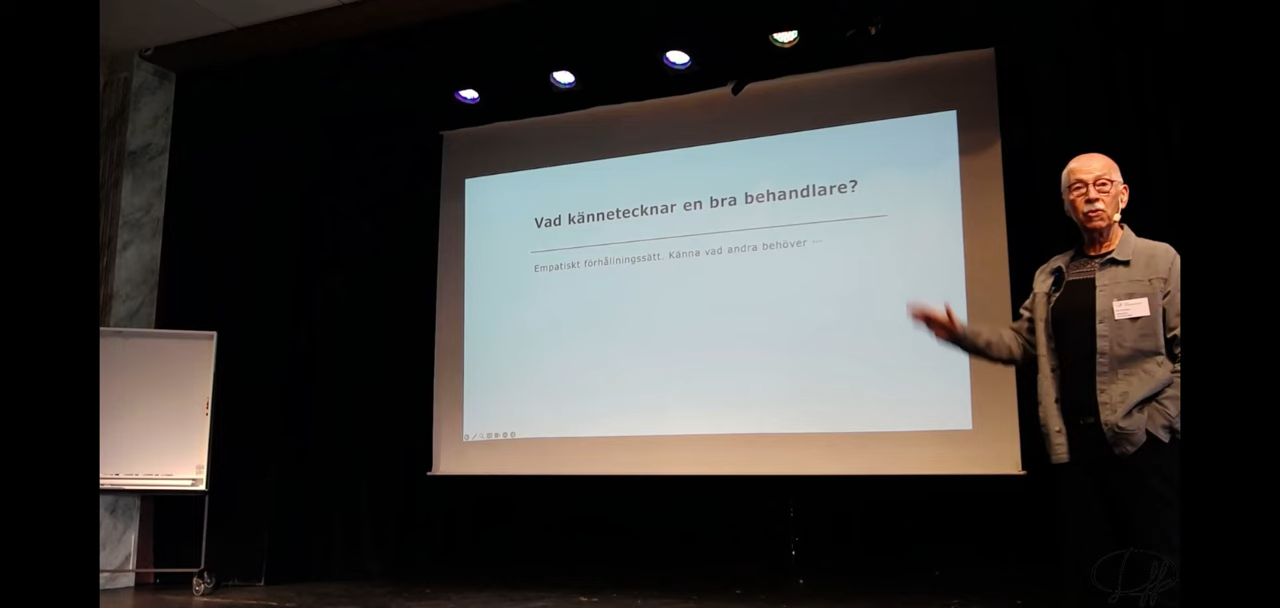 Vad kännetecknar en bra behandlare?
Empatiskt förhållningssätt. Känna vad andra behöver ...